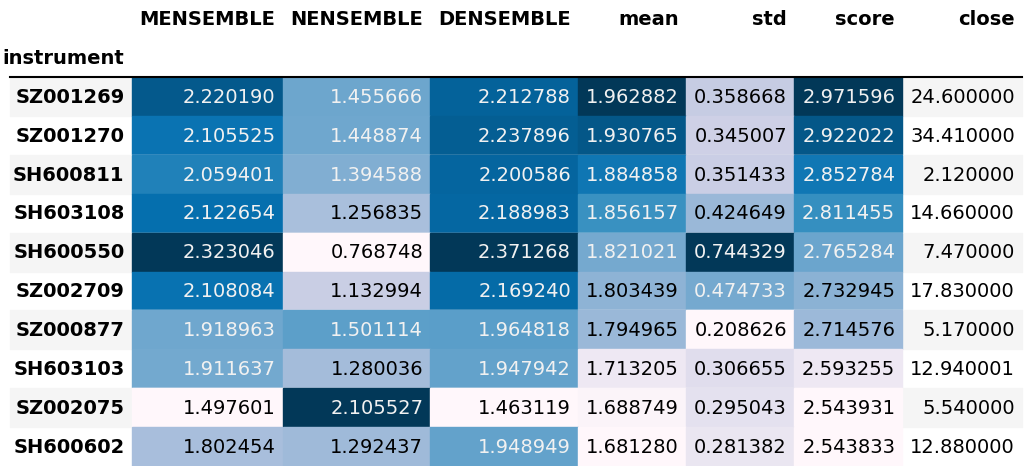 MENSEMBLE NENSEMBLE DENSEMBLE mean std score close
instrument
SZ001269 2.220190 1.455666 2.212788 1.962882 0.358668 2.971596 24.600000
SZ001270 2.105525 1.448874 2.237896 1.930765 0.345007 2.922022 34.410000
SH600811 2.059401 1.394588 2.200586 1.884858 0.351433 2.852784 2.120000
SH603108 2.122654 1.256835 2.188983 1.856157 0.424649 2.811455 14.660000
SH600550 2.323046 0.768748 2.371268 1.821021 0.744329 2.765284 7.470000
SZ002709 2.108084 1.132994 2.169240 1.803439 0.474733 2.732945 17.830000
SZ000877 1.918963 1.501114 1.964818 1.794965 0.208626 2.714576 5.170000
SH603103 1.911637 1.280036 1.947942 1.713205 0.306655 2.593255 12.940001
SZ002075 1.497601 2.105527 1.463119 1.688749 0.295043 2.543931 5.540000
SH600602 1.802454 1.292437 1.948949 1.681280 0.281382 2.543833 12.880000